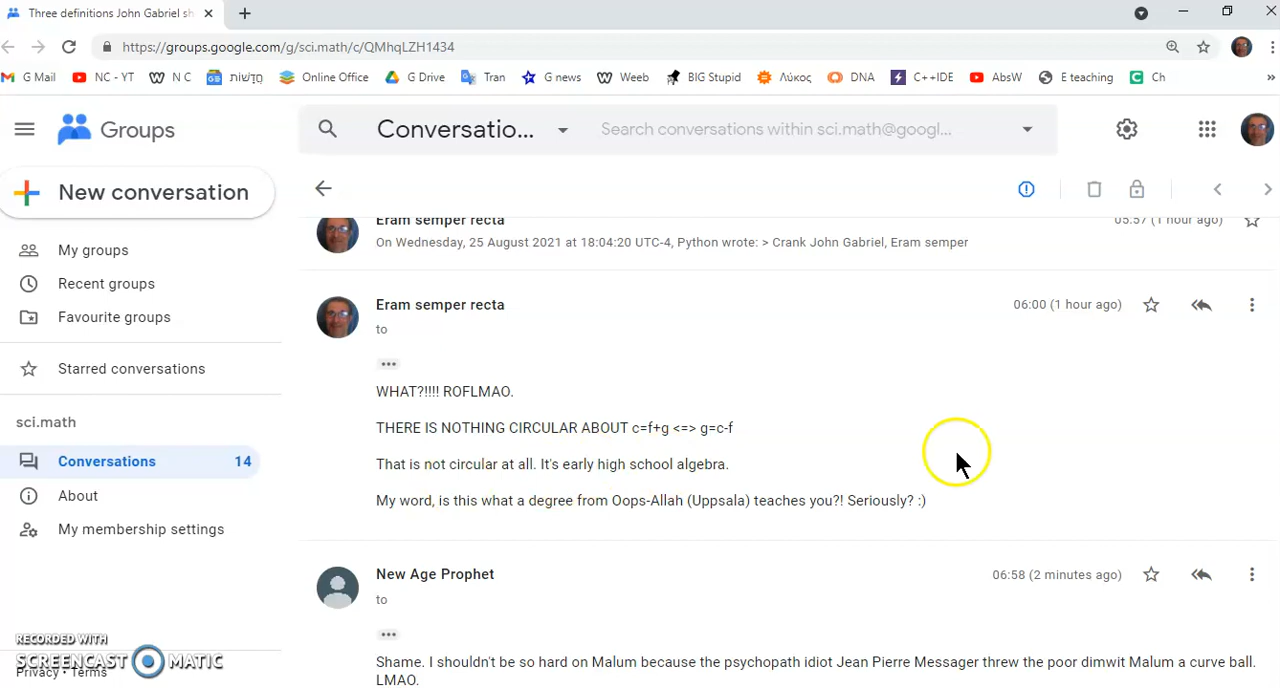 Three definitions John Gabriel sh
https://groups.google.com/g/sci.math/c/QMhqLZH1434
G Mail NC - YT N C חֲדָשׁוֹת Online Office G Drive Tran G news Weeb BIG Stupid Λύκος DNA C++IDE AbsW E teaching Ch »
Groups Conversatio... Search conversations within sci.math@googl...
New conversation
Eram semper recta 05:57 (1 hour ago)
On Wednesday, 25 August 2021 at 18:04:20 UTC-4, Python wrote: > Crank John Gabriel, Eram semper
My groups
Recent groups
Favourite groups
Starred conversations
sci.math
Conversations 14
About
My membership settings
Eram semper recta 06:00 (1 hour ago)
to
WHAT?!!!! ROFLMAO.
THERE IS NOTHING CIRCULAR ABOUT c=f+g <=> g=c-f
That is not circular at all. It's early high school algebra.
My word, is this what a degree from Oops-Allah (Uppsala) teaches you?! Seriously? :)
New Age Prophet 06:58 (2 minutes ago)
to
Shame. I shouldn't be so hard on Malum because the psychopath idiot Jean Pierre Messager threw the poor dimwit Malum a curve ball.
LMAO.
RECORDED WITH
SCREENCAST MATIC
Privacy • Terms